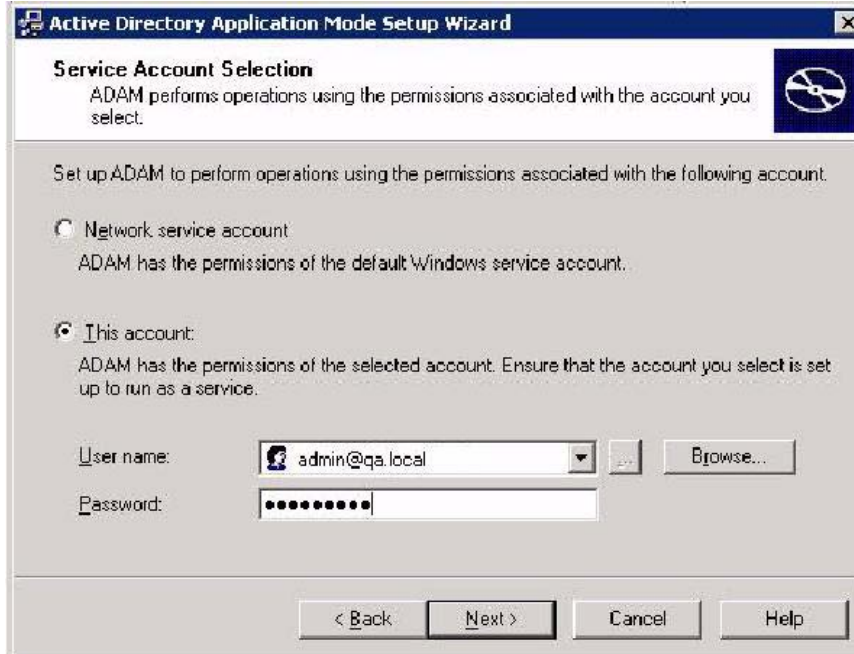 Active Directory Application Mode Setup Wizard
Service Account Selection
ADAM performs operations using the permissions associated with the account you
select.
Set up ADAM to perform operations using the permissions associated with the following account.
Network service account
ADAM has the permissions of the default Windows service account.
This account:
ADAM has the permissions of the selected account. Ensure that the account you select is set
up to run as a service.
User name: admin@qa.local ... Browse...
Password: •••••••••
< Back Next > Cancel Help